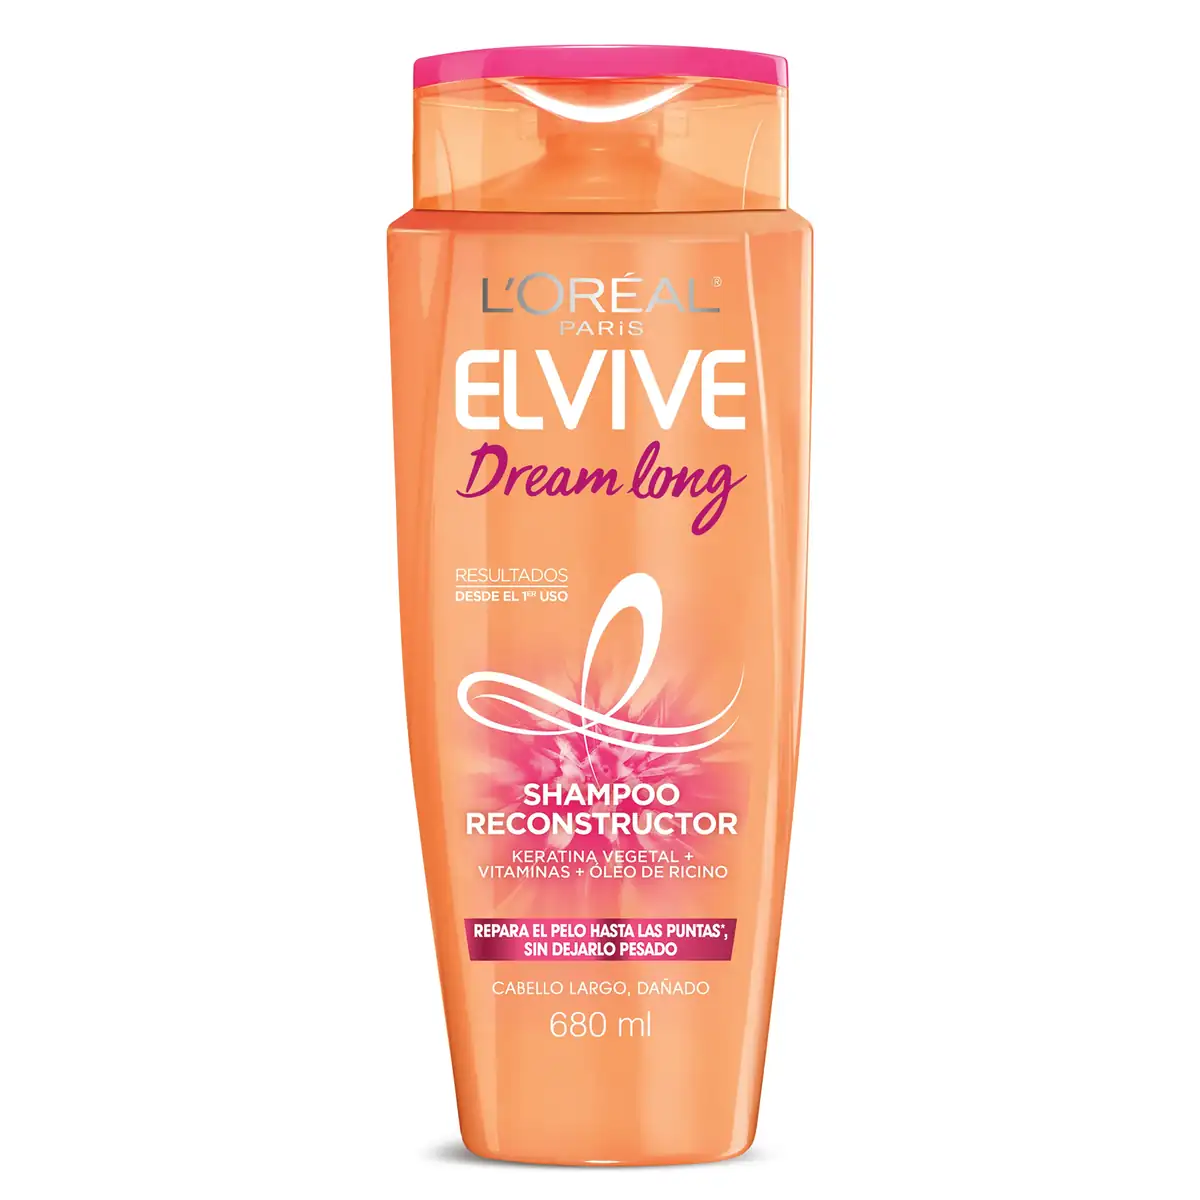 L'ORÉAL®
PARiS
ELVIVE
Dream long
RESULTADOS
DESDE EL 1ER USO
SHAMPOO
RECONSTRUCTOR
KERATINA VEGETAL +
VITAMINAS + ÓLEO DE RICINO
REPARA EL PELO HASTA LAS PUNTAS*,
SIN DEJARLO PESADO
CABELLO LARGO, DAÑADO
680 ml